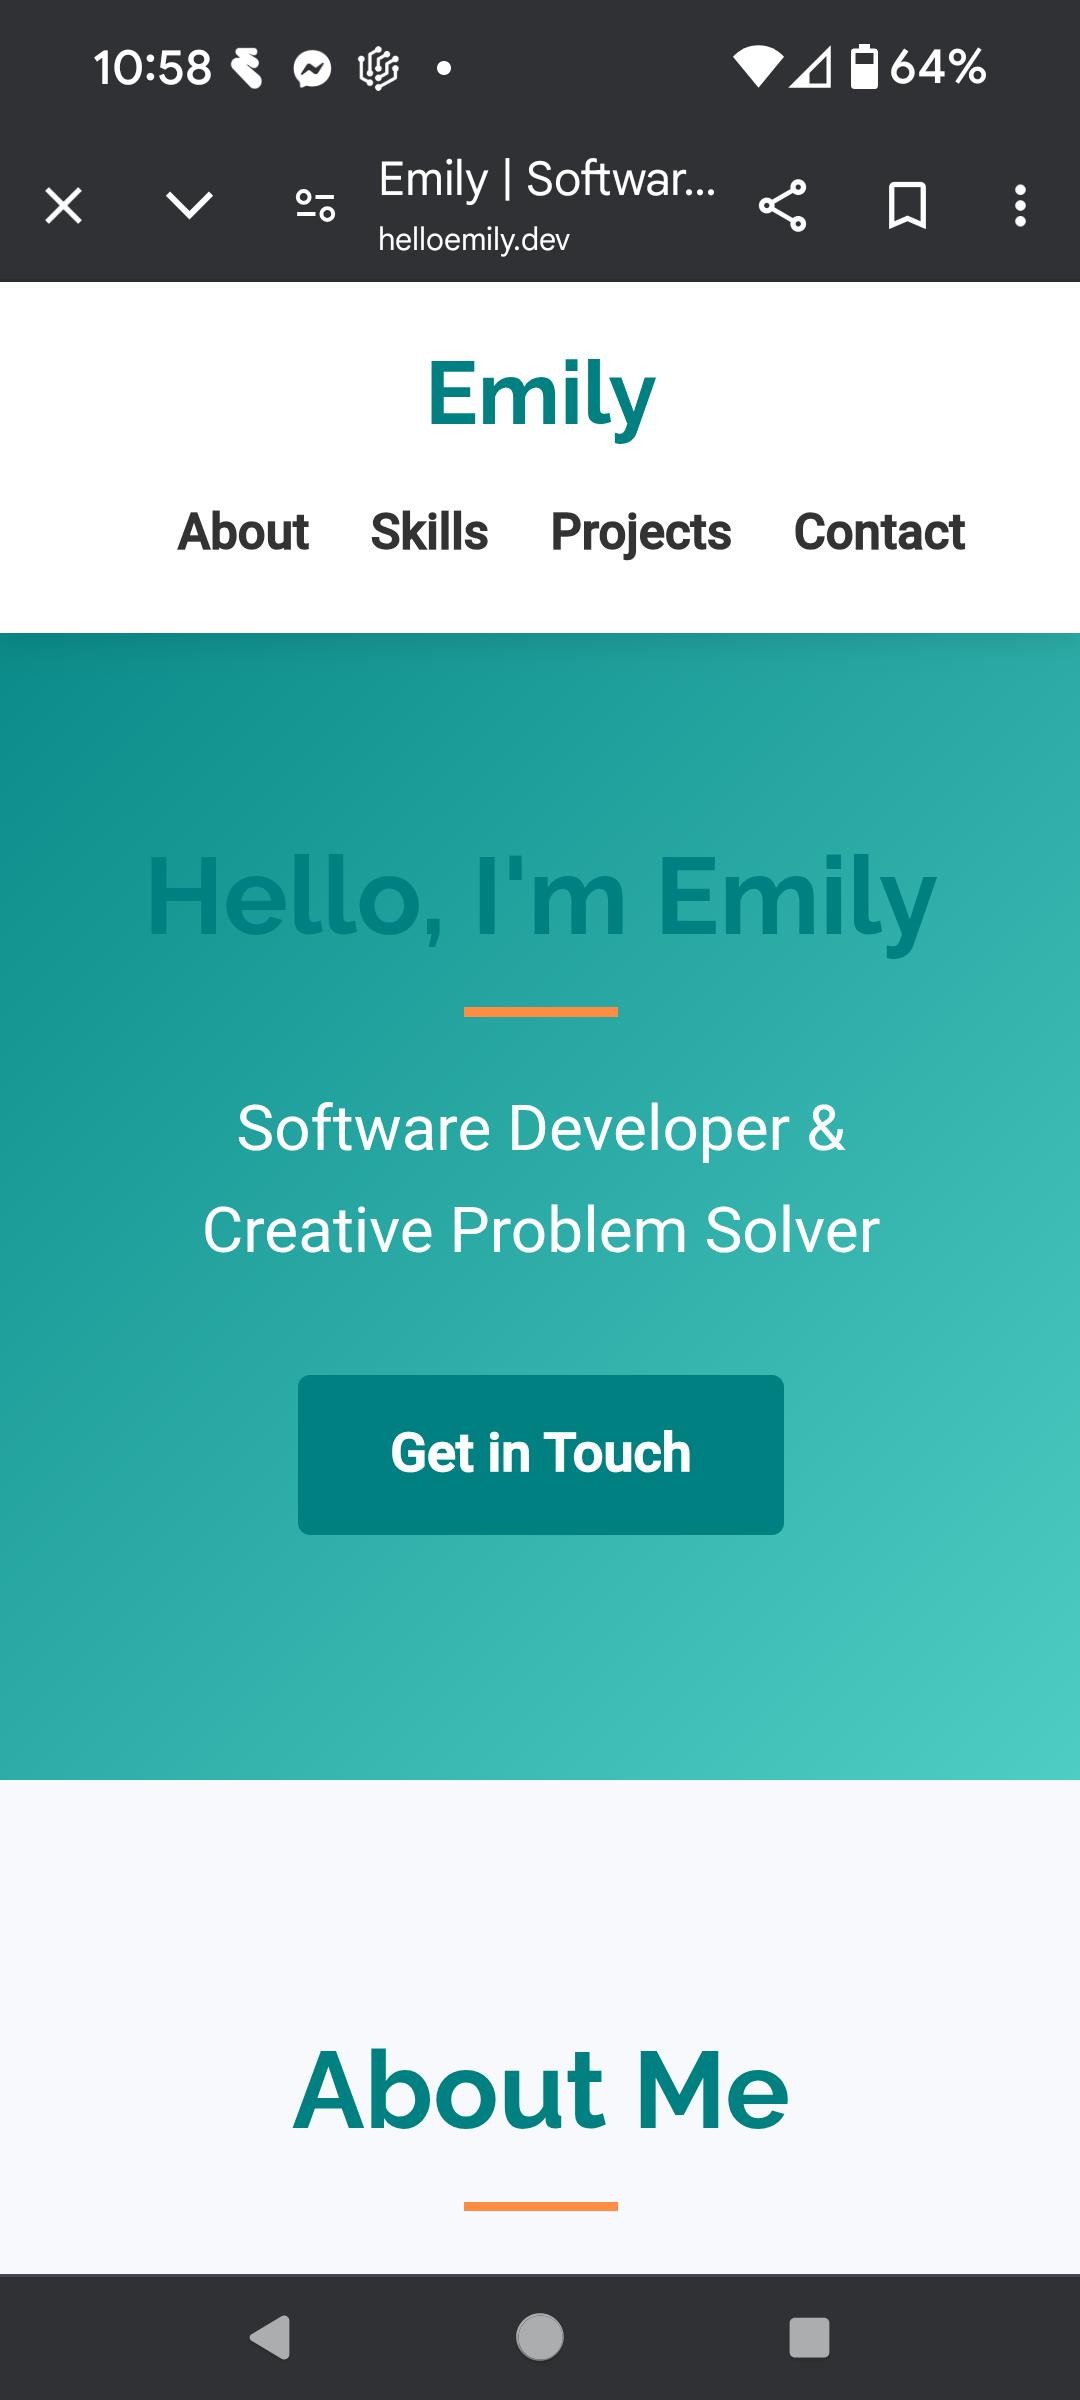 10:58
64%
Emily | Softwar...
helloemily.dev
Emily
About Skills Projects Contact
Hello, I'm Emily
Software Developer &
Creative Problem Solver
Get in Touch
About Me